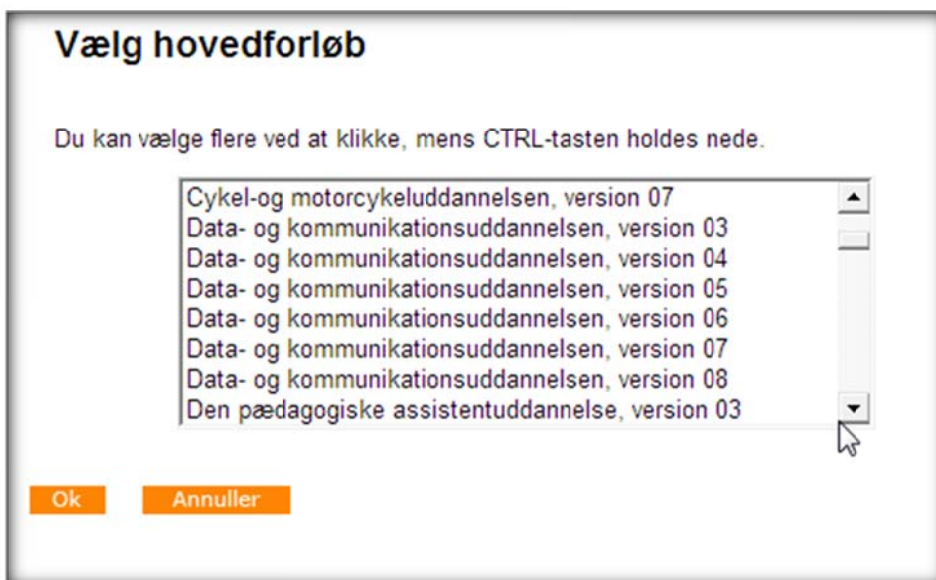 Vælg hovedforløb
Du kan vælge flere ved at klikke, mens CTRL-tasten holdes nede.
Cykel-og motorcykeluddannelsen, version 07
Data- og kommunikationsuddannelsen, version 03
Data- og kommunikationsuddannelsen, version 04
Data- og kommunikationsuddannelsen, version 05
Data- og kommunikationsuddannelsen, version 06
Data- og kommunikationsuddannelsen, version 07
Data- og kommunikationsuddannelsen, version 08
Den pædagogiske assistentuddannelse, version 03
Ok Annuller